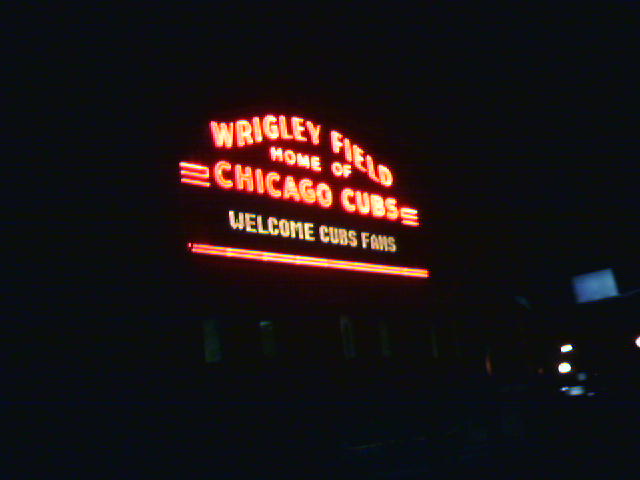 WRIGLEY FIELD
HOME OF
CHICAGO CUBS
WELCOME CUBS FANS